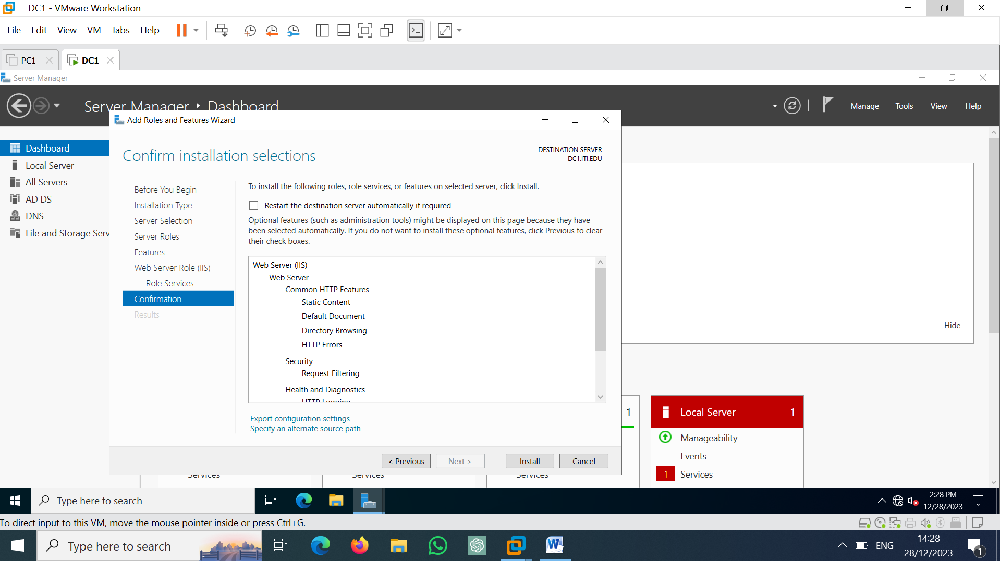 DC1 - VMware Workstation
File Edit View VM Tabs Help
PC1 DC1
Server Manager
Server Manager Dashboard
Manage Tools View Help
Add Roles and Features Wizard
Dashboard
Local Server
All Servers
AD DS
DNS
File and Storage Serv
Confirm installation selections
DESTINATION SERVER
DC1.ITI.EDU
Before You Begin
Installation Type
Server Selection
Server Roles
Features
Web Server Role (IIS)
Role Services
Confirmation
Results
To install the following roles, role services, or features on selected server, click Install.
Restart the destination server automatically if required
Optional features (such as administration tools) might be displayed on this page because they have
been selected automatically. If you do not want to install these optional features, click Previous to clear
their check boxes.
Web Server (IIS)
Web Server
Common HTTP Features
Static Content
Default Document
Directory Browsing
HTTP Errors
Security
Request Filtering
Health and Diagnostics
HTTP Logging
Export configuration settings
Specify an alternate source path
< Previous Next > Install Cancel
Hide
1
Local Server 1
Manageability
Events
1 Services
Services Services Services
Type here to search
2:28 PM
12/28/2023
To direct input to this VM, move the mouse pointer inside or press Ctrl+G.
Type here to search
ENG
14:28
28/12/2023
1